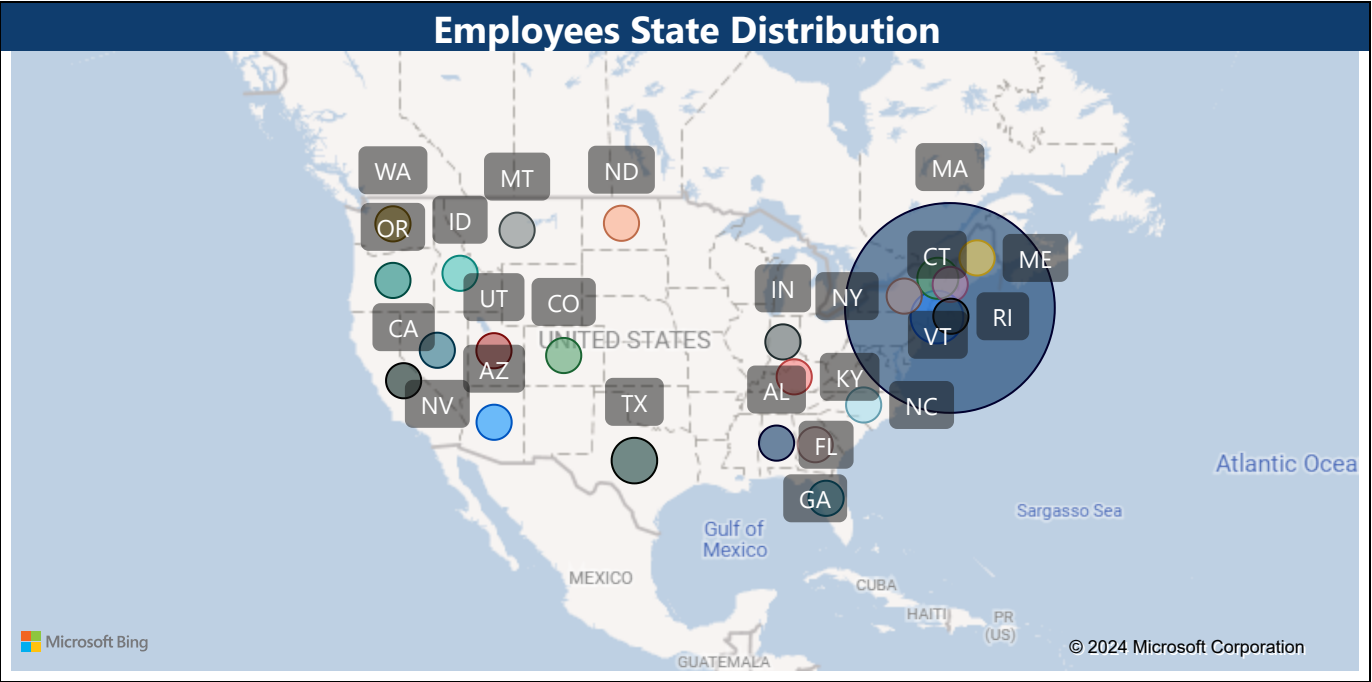 Employees State Distribution
WA
MT
ND
MA
OR
ID
CT
ME
UT
CO
IN
NY
RI
CA
UNITED STATES
VT
AZ
KY
AL
NV
TX
NC
FL
Atlantic Ocea
GA
Sargasso Sea
Gulf of
Mexico
MEXICO
CUBA
HAITI
PR
(US)
Microsoft Bing
© 2024 Microsoft Corporation
GUATEMALA